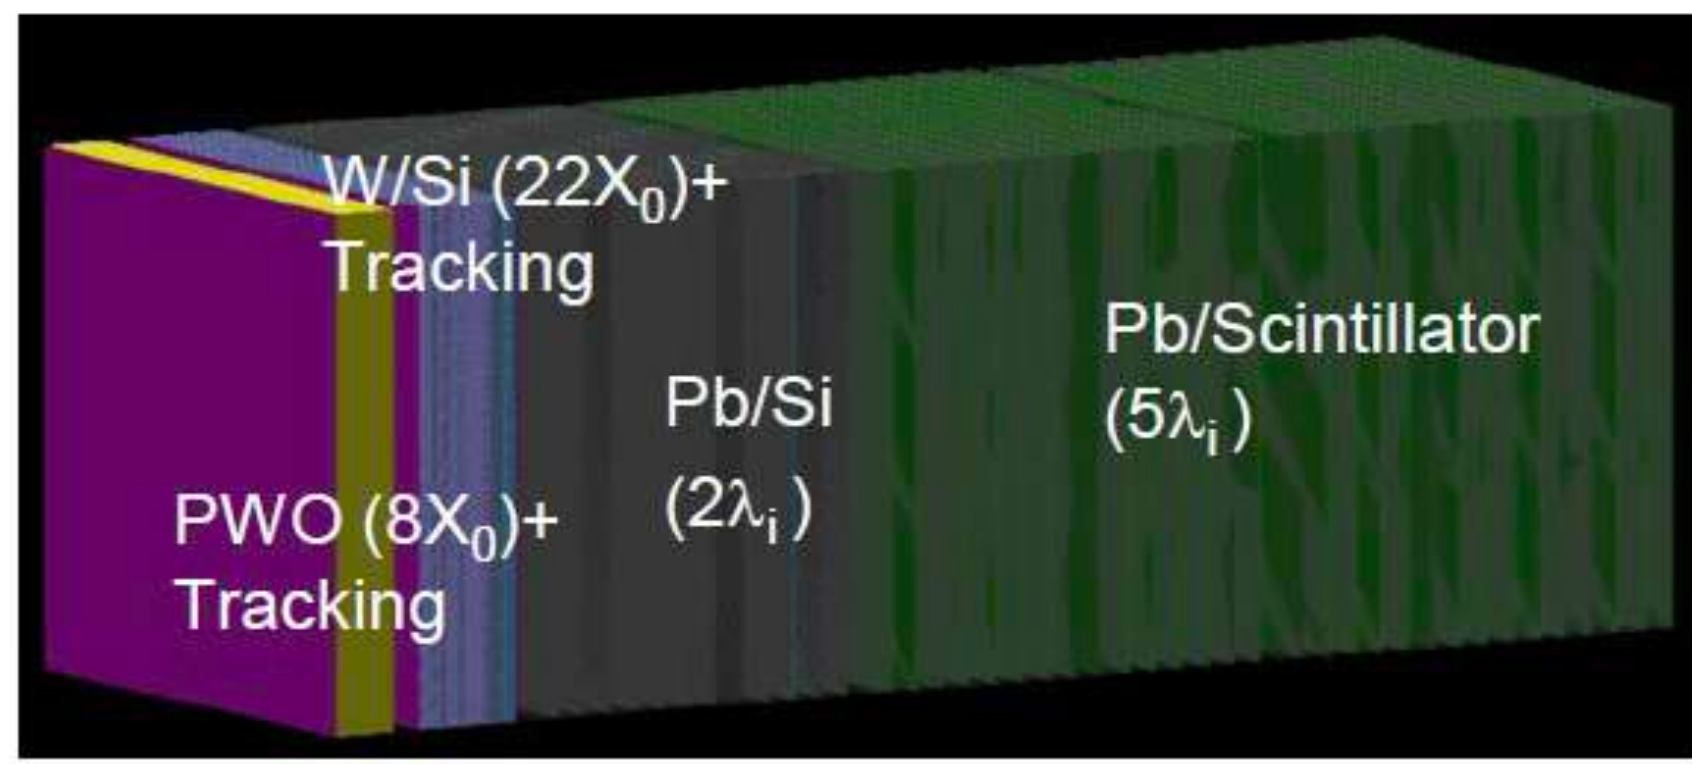 W/Si (22X₀)+
Tracking
Pb/Scintillator
(5λᵢ)
Pb/Si
(2λᵢ)
PWO (8X₀)+
Tracking